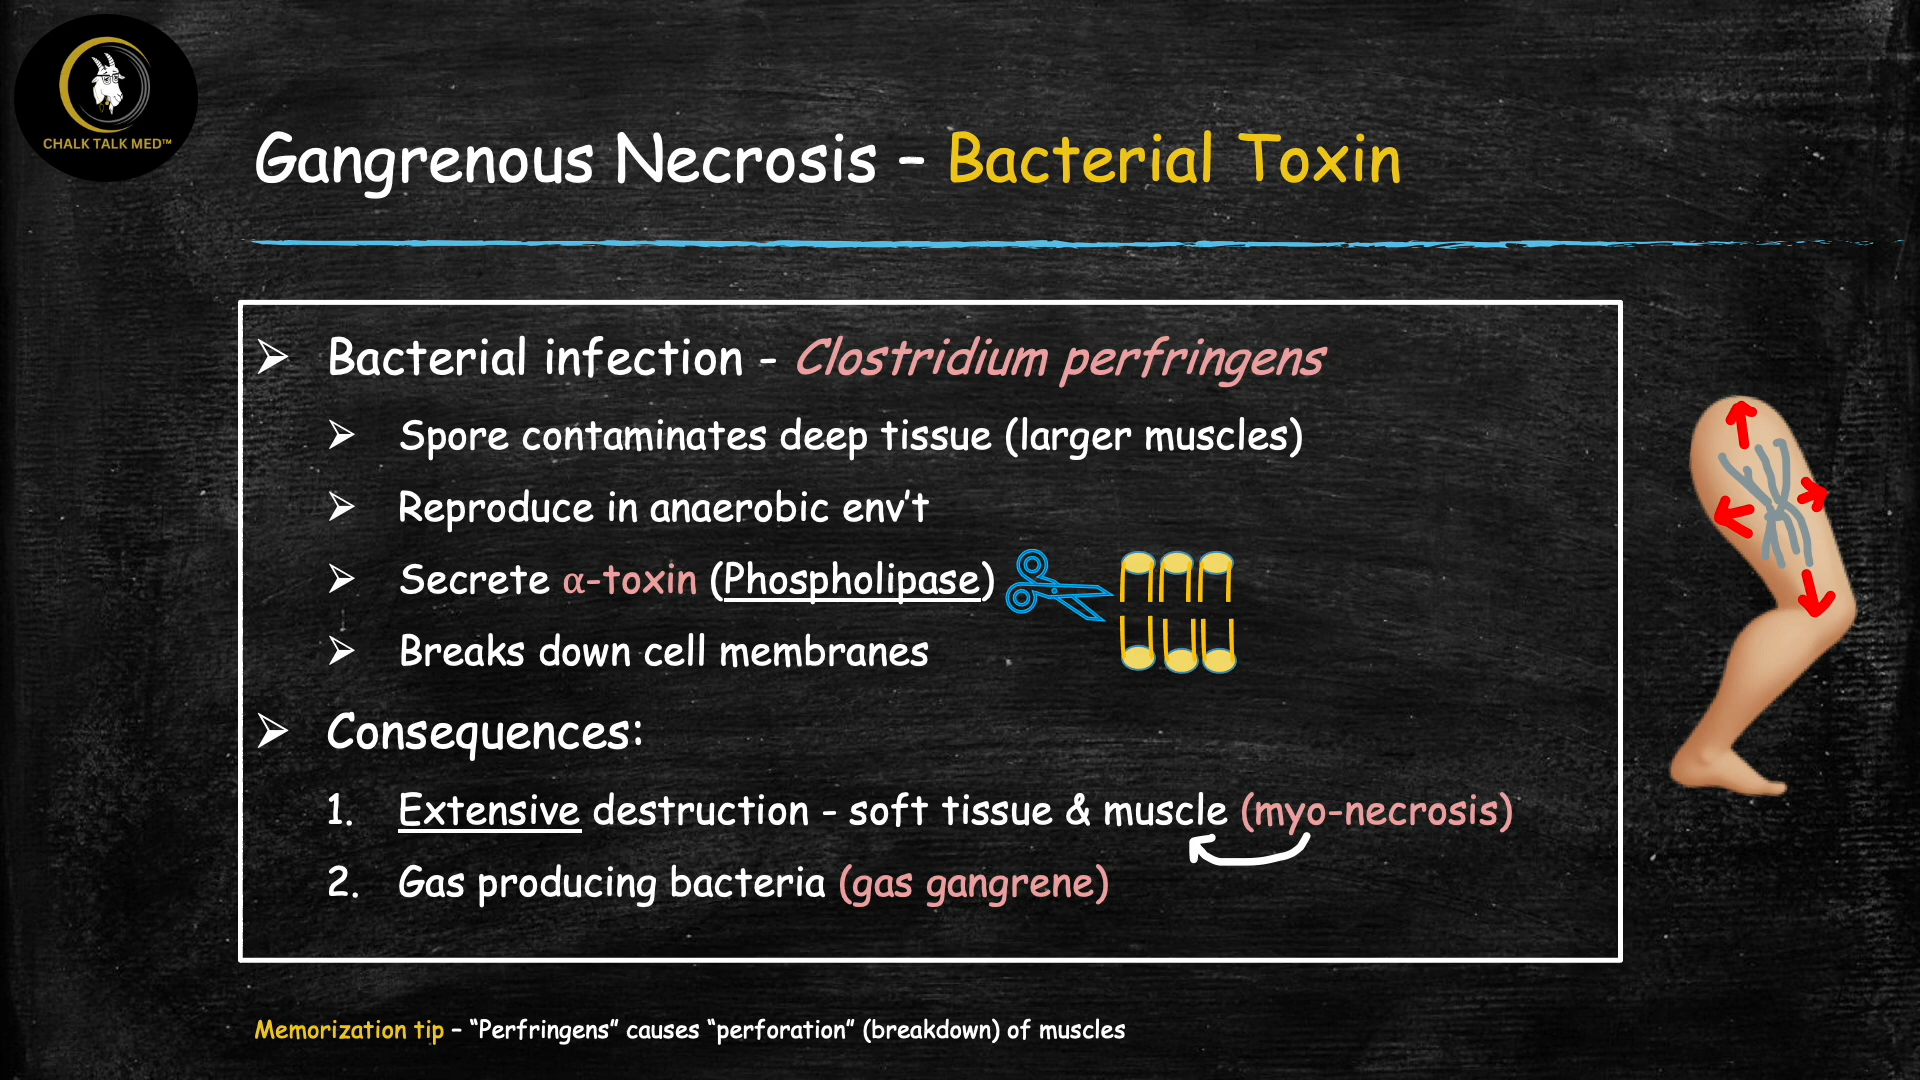 CHALK TALK MED™
Gangrenous Necrosis – Bacterial Toxin
Bacterial infection - Clostridium perfringens
Spore contaminates deep tissue (larger muscles)
Reproduce in anaerobic env’t
Secrete α-toxin (Phospholipase)
Breaks down cell membranes
Consequences:
1. Extensive destruction - soft tissue & muscle (myo-necrosis)
2. Gas producing bacteria (gas gangrene)
Memorization tip – “Perfringens” causes “perforation” (breakdown) of muscles